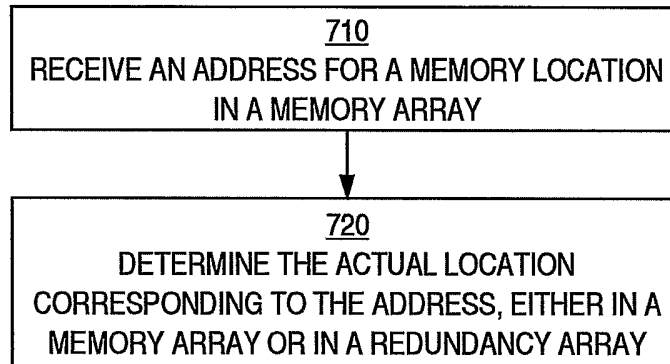 710
RECEIVE AN ADDRESS FOR A MEMORY LOCATION
IN A MEMORY ARRAY
720
DETERMINE THE ACTUAL LOCATION
CORRESPONDING TO THE ADDRESS, EITHER IN A
MEMORY ARRAY OR IN A REDUNDANCY ARRAY